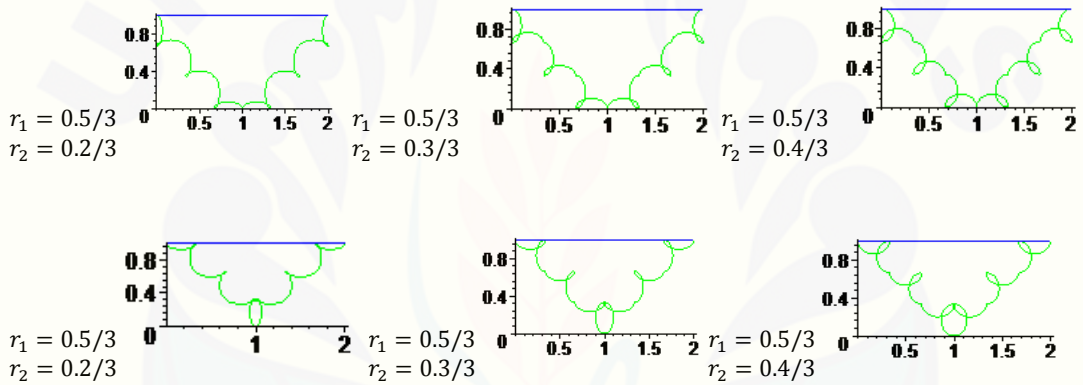 0.8
0.4
0 0.5 1 1.5 2
r₁ = 0.5/3
r₂ = 0.2/3
0.8
0.4
0 0.5 1 1.5 2
r₁ = 0.5/3
r₂ = 0.3/3
0.8
0.4
0 0.5 1 1.5 2
r₁ = 0.5/3
r₂ = 0.4/3
0.8
0.4
0 1 2
r₁ = 0.5/3
r₂ = 0.2/3
0.8
0.4
0 1 2
r₁ = 0.5/3
r₂ = 0.3/3
0.8
0.4
0 0.5 1 1.5 2
r₁ = 0.5/3
r₂ = 0.4/3